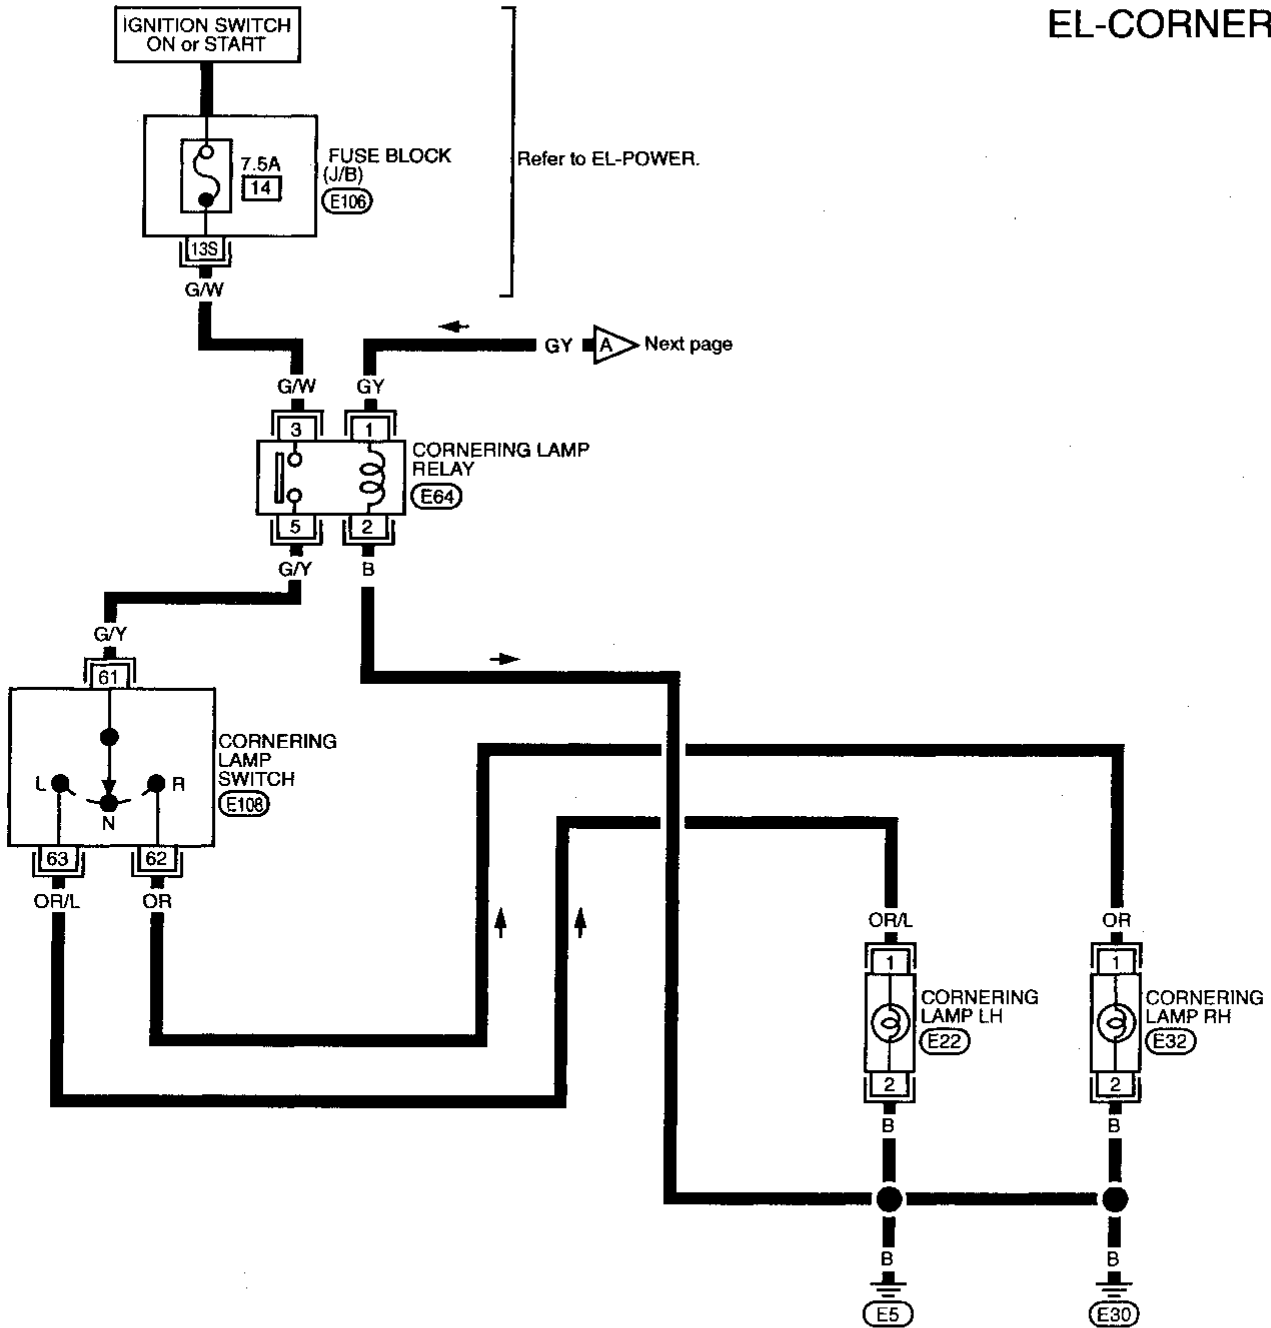 EL-CORNER
IGNITION SWITCH
ON or START
7.5A
14
FUSE BLOCK
(J/B)
E106
Refer to EL-POWER.
13S
G/W
GY
A
Next page
G/W
GY
3
1
CORNERING LAMP
RELAY
E64
5
2
G/Y
B
G/Y
61
L
R
N
CORNERING
LAMP
SWITCH
E108
63
62
OR/L
OR
OR/L
OR
1
1
CORNERING
LAMP LH
E22
CORNERING
LAMP RH
E32
2
2
B
B
B
B
E5
E30